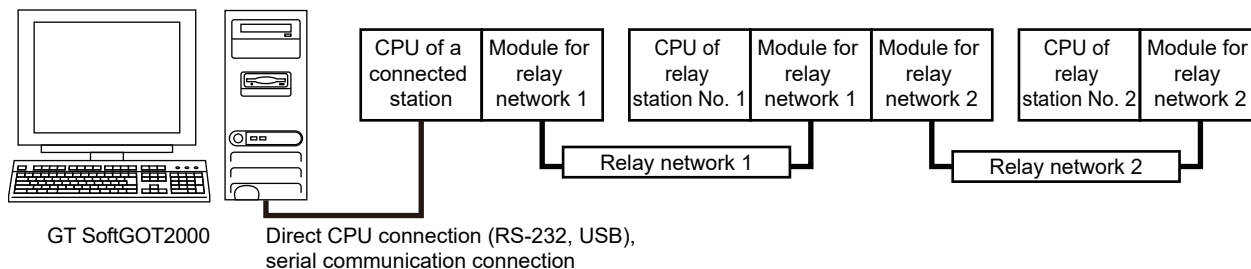 CPU of a
connected
station
Module for
relay
network 1
CPU of
relay
station No. 1
Module for
relay
network 1
Module for
relay
network 2
CPU of
relay
station No. 2
Module for
relay
network 2
Relay network 1
Relay network 2
GT SoftGOT2000
Direct CPU connection (RS-232, USB),
serial communication connection